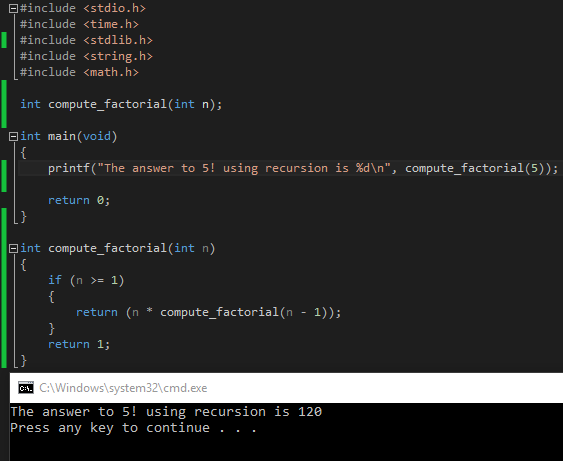 #include <stdio.h>
#include <time.h>
#include <stdlib.h>
#include <string.h>
#include <math.h>
int compute_factorial(int n);
int main(void)
{
printf("The answer to 5! using recursion is %d\n", compute_factorial(5));
return 0;
}
int compute_factorial(int n)
{
if (n >= 1)
{
return (n * compute_factorial(n - 1));
}
return 1;
}
C:\Windows\system32\cmd.exe
The answer to 5! using recursion is 120
Press any key to continue . . .